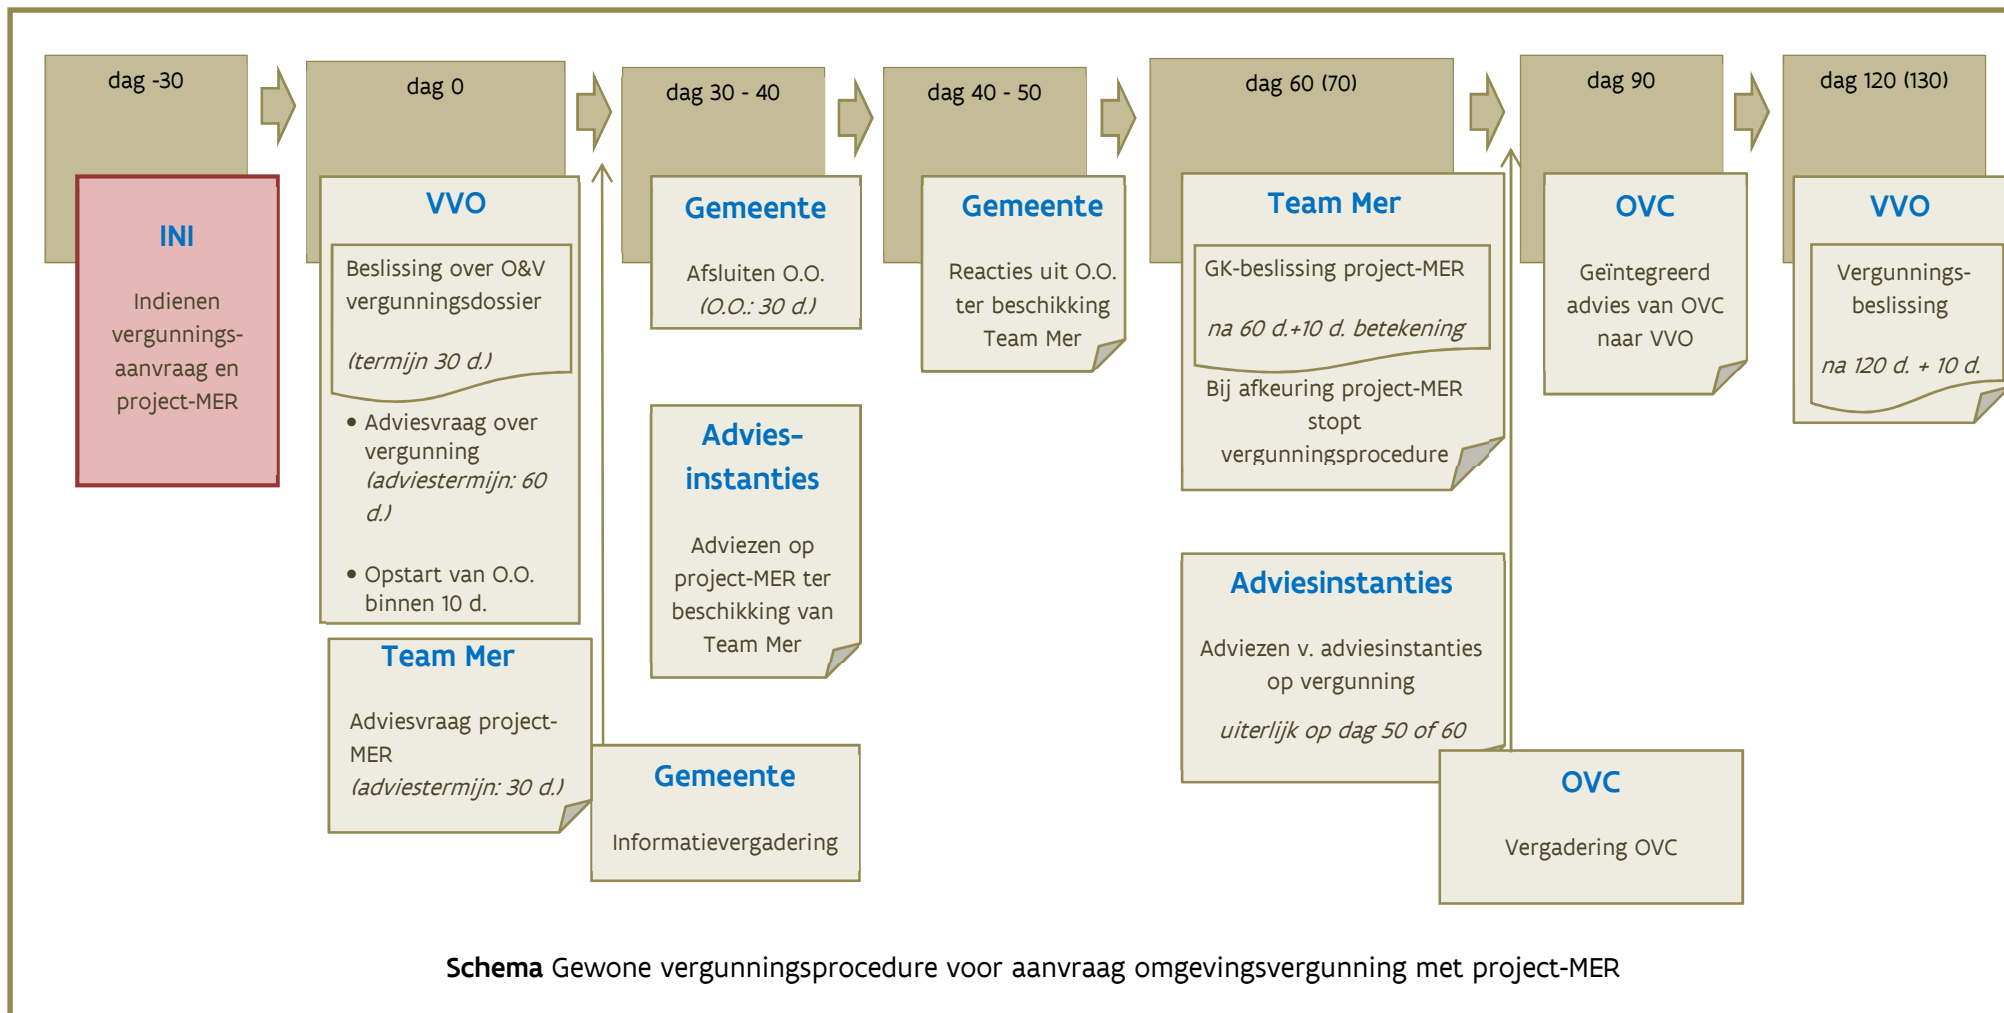 dag -30
INI
Indienen
vergunnings-
aanvraag en
project-MER
dag 0
VVO
Beslissing over O&V
vergunningsdossier
(termijn 30 d.)
• Adviesvraag over
vergunning
(adviestermijn: 60
d.)
• Opstart van O.O.
binnen 10 d.
Team Mer
Adviesvraag project-
MER
(adviestermijn: 30 d.)
Gemeente
Informatievergadering
dag 30 - 40
Gemeente
Afsluiten O.O.
(O.O.: 30 d.)
Advies-
instanties
Adviezen op
project-MER ter
beschikking van
Team Mer
dag 40 - 50
Gemeente
Reacties uit O.O.
ter beschikking
Team Mer
dag 60 (70)
Team Mer
GK-beslissing project-MER
na 60 d.+10 d. betekening
Bij afkeuring project-MER
stopt
vergunningsprocedure
Adviesinstanties
Adviezen v. adviesinstanties
op vergunning
uiterlijk op dag 50 of 60
OVC
Vergadering OVC
dag 90
OVC
Geïntegreerd
advies van OVC
naar VVO
dag 120 (130)
VVO
Vergunnings-
beslissing
na 120 d. + 10 d.
Schema Gewone vergunningsprocedure voor aanvraag omgevingsvergunning met project-MER